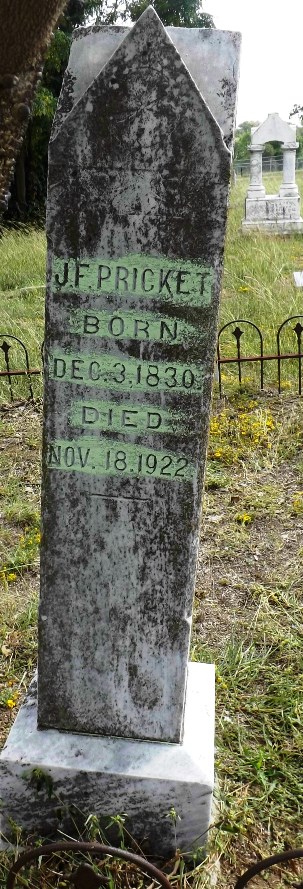 J.F. PRICKET
BORN
DEC. 3. 1830
DIED
NOV. 18. 1922